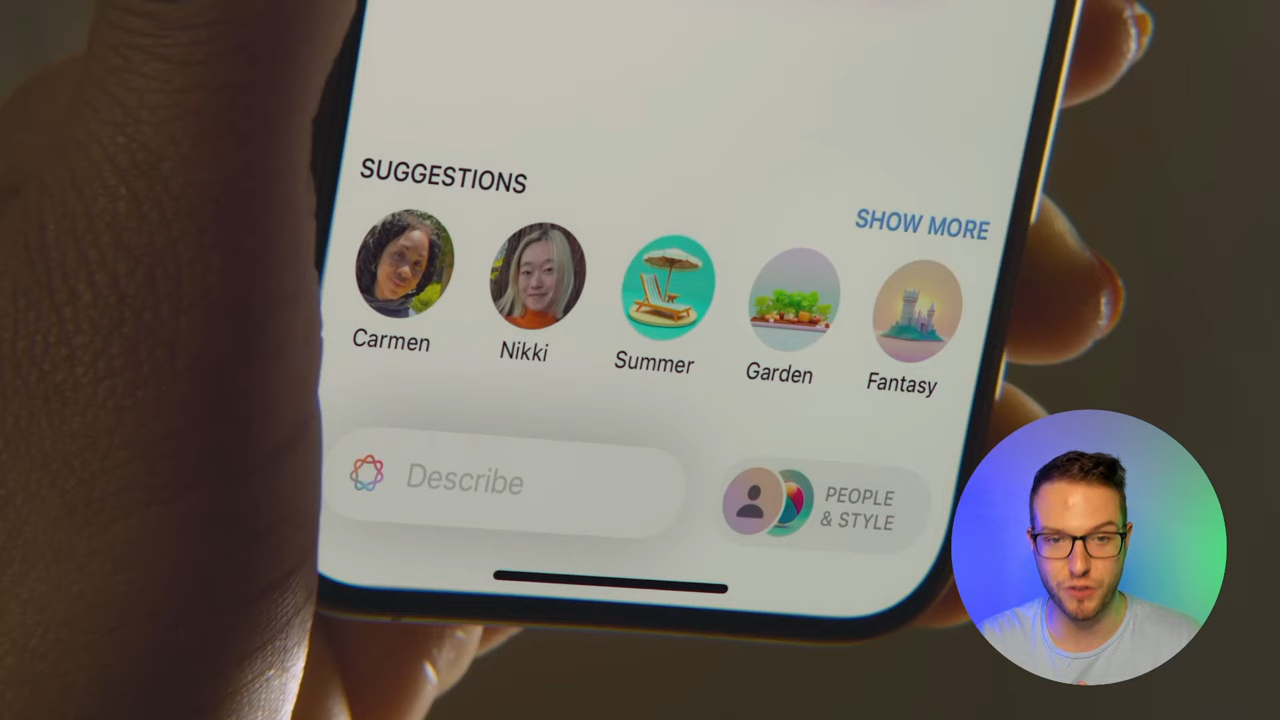 SUGGESTIONS
SHOW MORE
Carmen
Nikki
Summer
Garden
Fantasy
Describe
PEOPLE
& STYLE